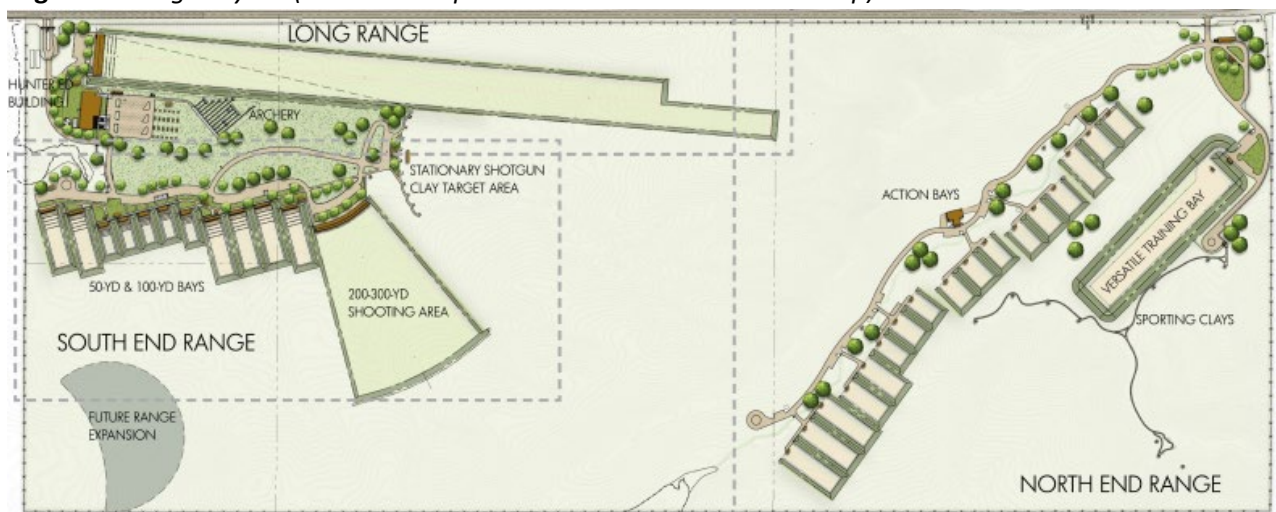 LONG RANGE
HUNTER ED
BUILDING
ARCHERY
STATIONARY SHOTGUN
CLAY TARGET AREA
ACTION BAYS
VERSATILE TRAINING BAY
50-YD & 100-YD BAYS
200-300-YD
SHOOTING AREA
SPORTING CLAYS
SOUTH END RANGE
FUTURE RANGE
EXPANSION
NORTH END RANGE